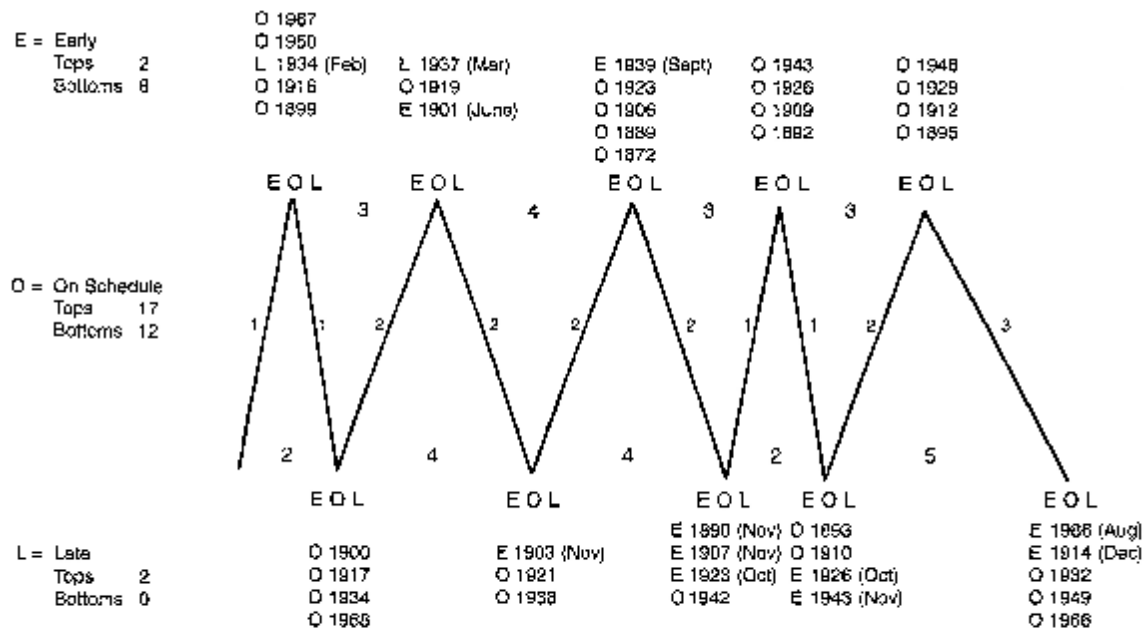 E = Early
Tops 2
Bottoms 8
O 1967
O 1950
L 1934 (Feb)
O 1916
O 1899
L 1937 (Mar)
O 1919
E 1901 (June)
E 1939 (Sept)
O 1923
O 1906
O 1889
O 1872
O 1943
O 1926
O 1909
O 1892
O 1946
O 1929
O 1912
O 1895
E O L
E O L
E O L
E O L
E O L
3
4
3
3
O = On Schedule
Tops 17
Bottoms 12
1
1
2
2
2
2
1
1
2
3
2
4
4
2
5
E O L
E O L
E O L
E O L
E O L
L = Late
Tops 2
Bottoms 0
O 1900
O 1917
O 1934
O 1968
E 1903 (Nov)
O 1921
O 1938
E 1890 (Nov)
E 1907 (Nov)
E 1923 (Oct)
O 1942
O 1893
O 1910
E 1926 (Oct)
E 1943 (Nov)
E (Aug)
E 1914 (Dec)
O 1932
O 1949
O 1966